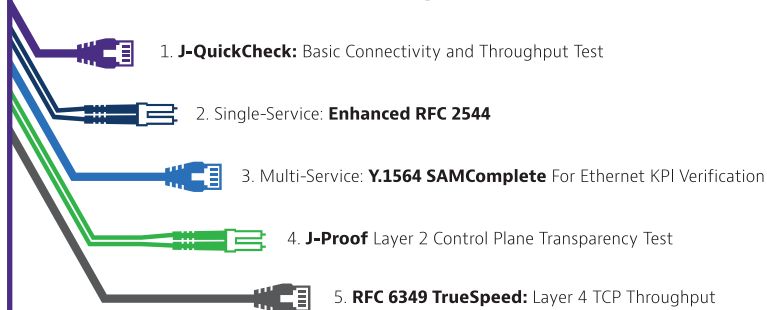 1. J-QuickCheck: Basic Connectivity and Throughput Test
2. Single-Service: Enhanced RFC 2544
3. Multi-Service: Y.1564 SAMComplete For Ethernet KPI Verification
4. J-Proof Layer 2 Control Plane Transparency Test
5. RFC 6349 TrueSpeed: Layer 4 TCP Throughput